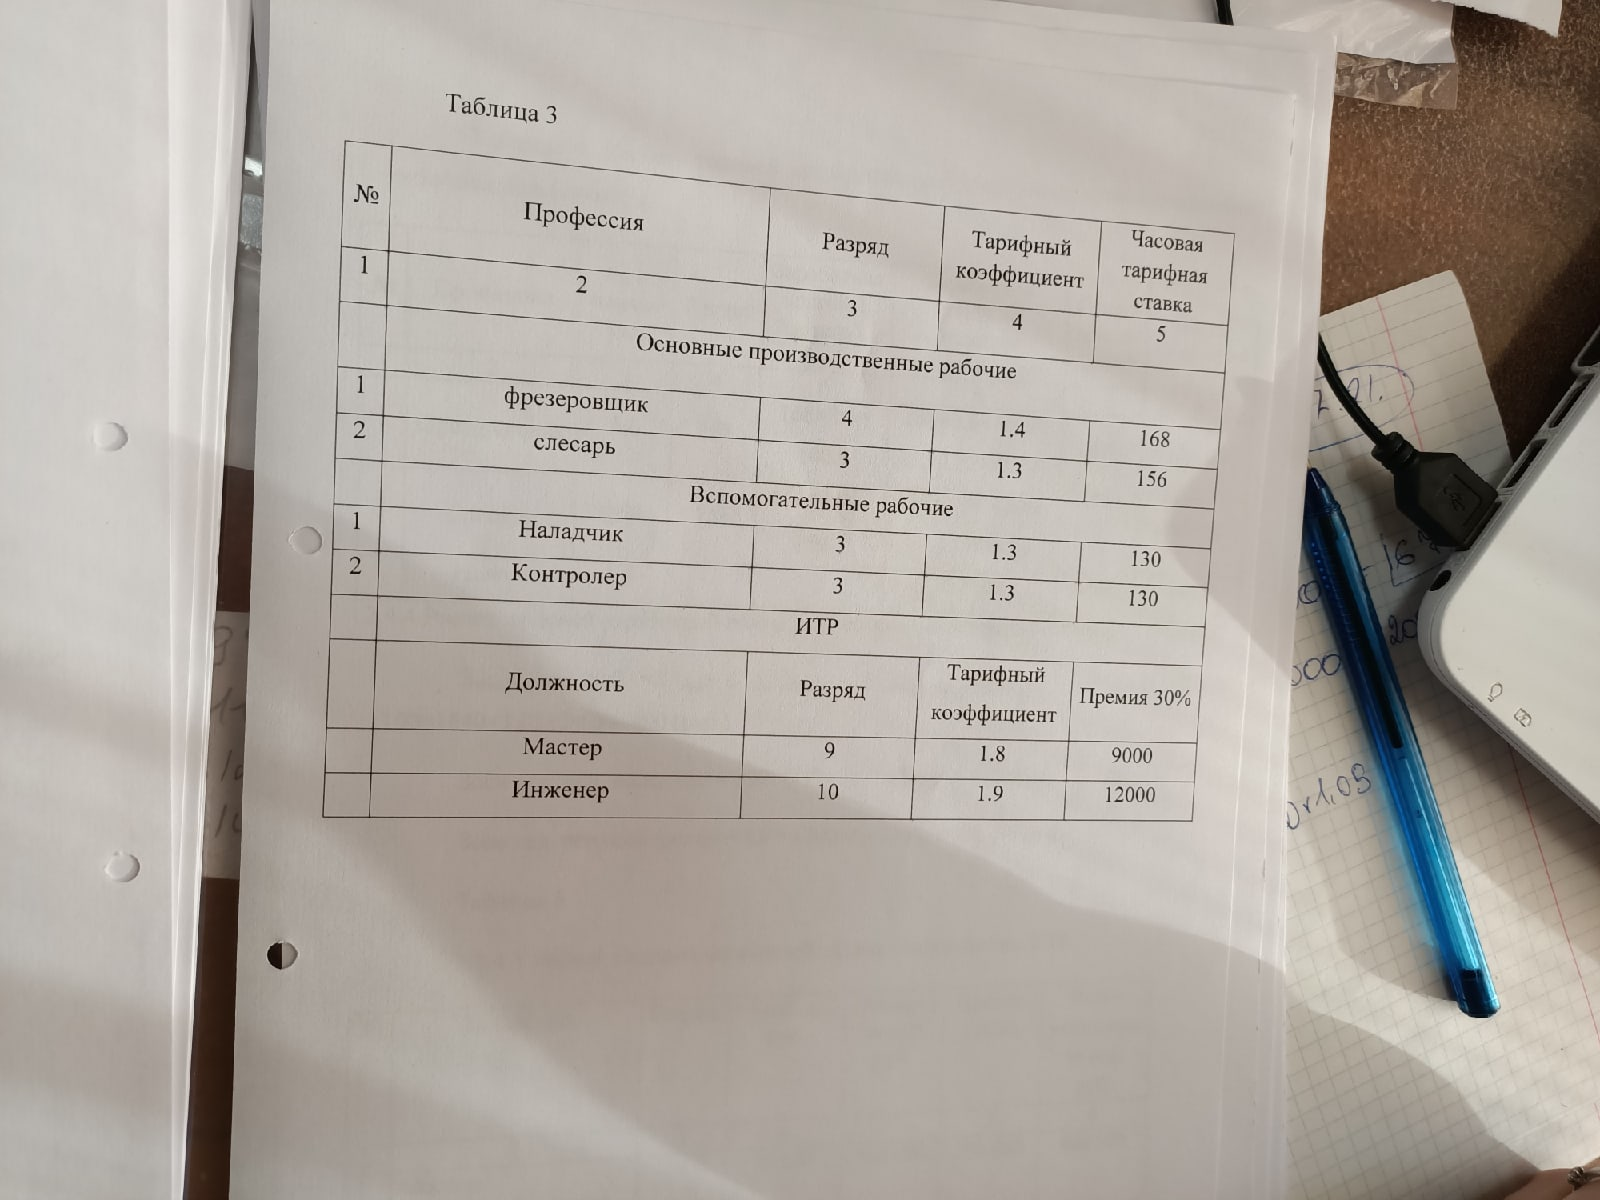 Таблица 3
№ Профессия Разряд Тарифный коэффициент Часовая тарифная ставка
1 2 3 4 5
Основные производственные рабочие
1 фрезеровщик 4 1.4 168
2 слесарь 3 1.3 156
Вспомогательные рабочие
1 Наладчик 3 1.3 130
2 Контролер 3 1.3 130
ИТР
Должность Разряд Тарифный коэффициент Премия 30%
Мастер 9 1.8 9000
Инженер 10 1.9 12000